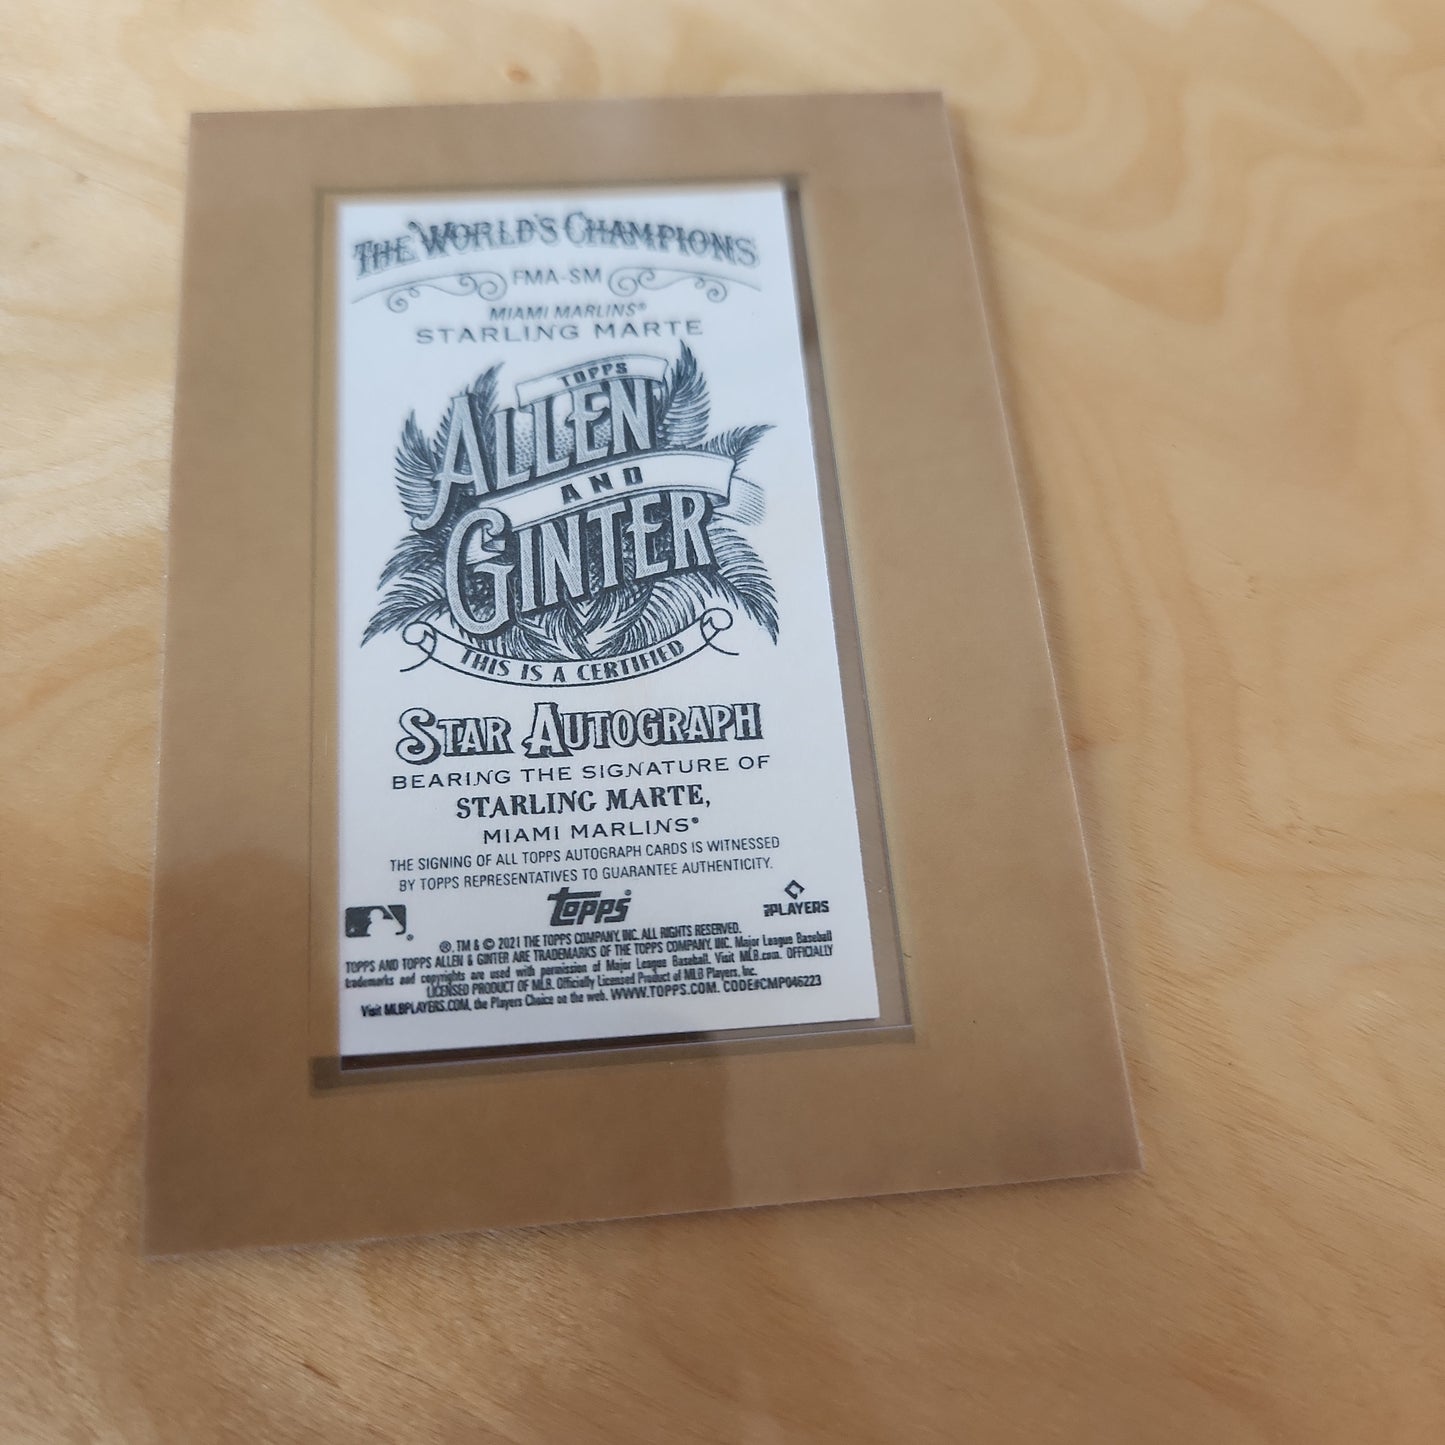 THE WORLD'S CHAMPIONS
FMA-SM
MIAMI MARLINS®
STARLING MARTE
TOPPS
ALLEN
AND
GINTER
THIS IS A CERTIFIED
STAR AUTOGRAPH
BEARING THE SIGNATURE OF
STARLING MARTE,
MIAMI MARLINS®
THE SIGNING OF ALL TOPPS AUTOGRAPH CARDS IS WITNESSED
BY TOPPS REPRESENTATIVES TO GUARANTEE AUTHENTICITY.
topps®
PLAYERS
®, TM & © 2021 THE TOPPS COMPANY, INC. ALL RIGHTS RESERVED.
TOPPS AND TOPPS ALLEN & GINTER ARE TRADEMARKS OF THE TOPPS COMPANY, INC. Major League Baseball
trademarks and copyrights are used with permission of Major League Baseball. Visit MLB.com. OFFICIALLY
LICENSED PRODUCT OF MLB. Officially Licensed Product of MLB Players, Inc.
Visit MLBPLAYERS.COM, the Players Choice on the web. WWW.TOPPS.COM. CODE#CMP046223